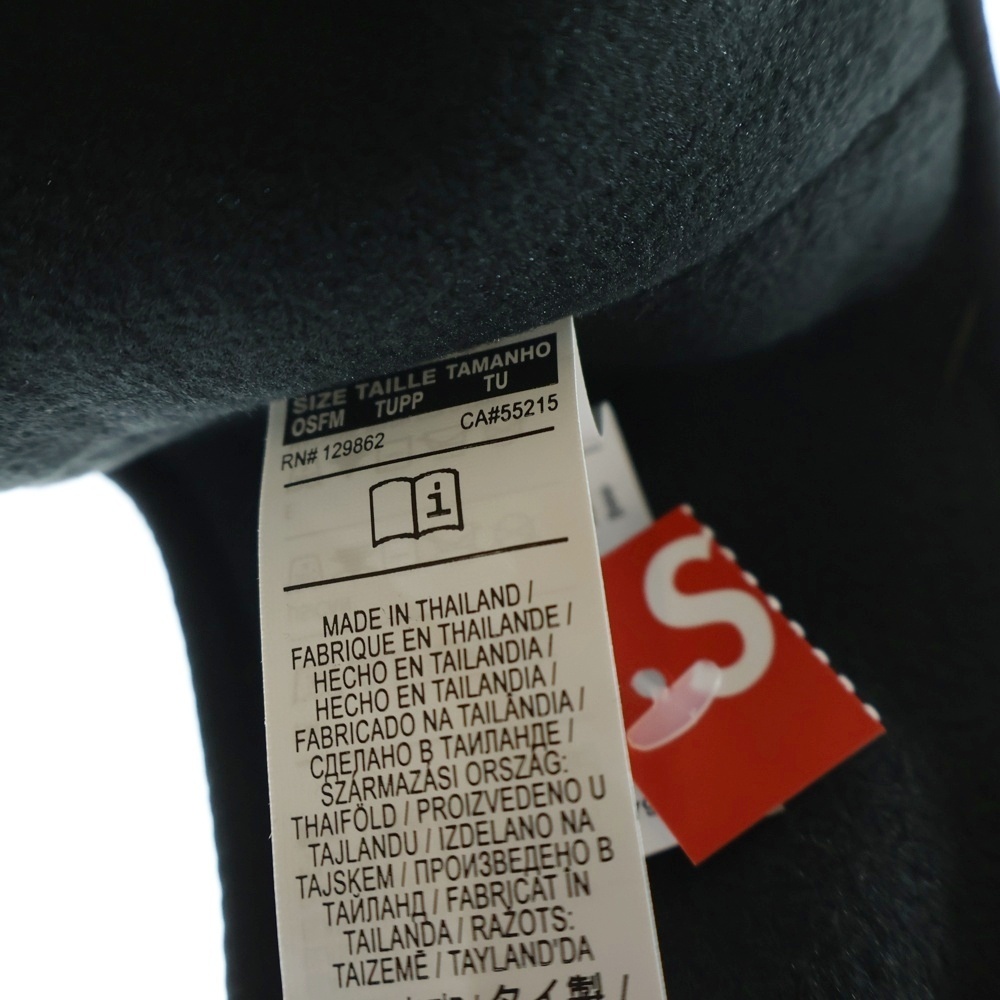 SIZE TAILLE TAMANHO
OSFM TUPP TU
RN# 129862 CA#55215
i
MADE IN THAILAND /
FABRIQUE EN THAILANDE /
HECHO EN TAILANDIA /
HECHO EN TAILANDIA /
FABRICADO NA TAILÂNDIA /
СДЕЛАНО В ТАИЛАНДЕ /
SZÁRMAZÁSI ORSZÁG:
THAIFÖLD / PROIZVEDENO U
TAJLANDU / IZDELANO NA
TAJSKEM / ПРОИЗВЕДЕНО В
ТАЙЛАНД / FABRICAT ÎN
TAILANDA / RAŽOTS:
TAIZEMĒ / TAYLAND'DA
/ タイ製 /
S